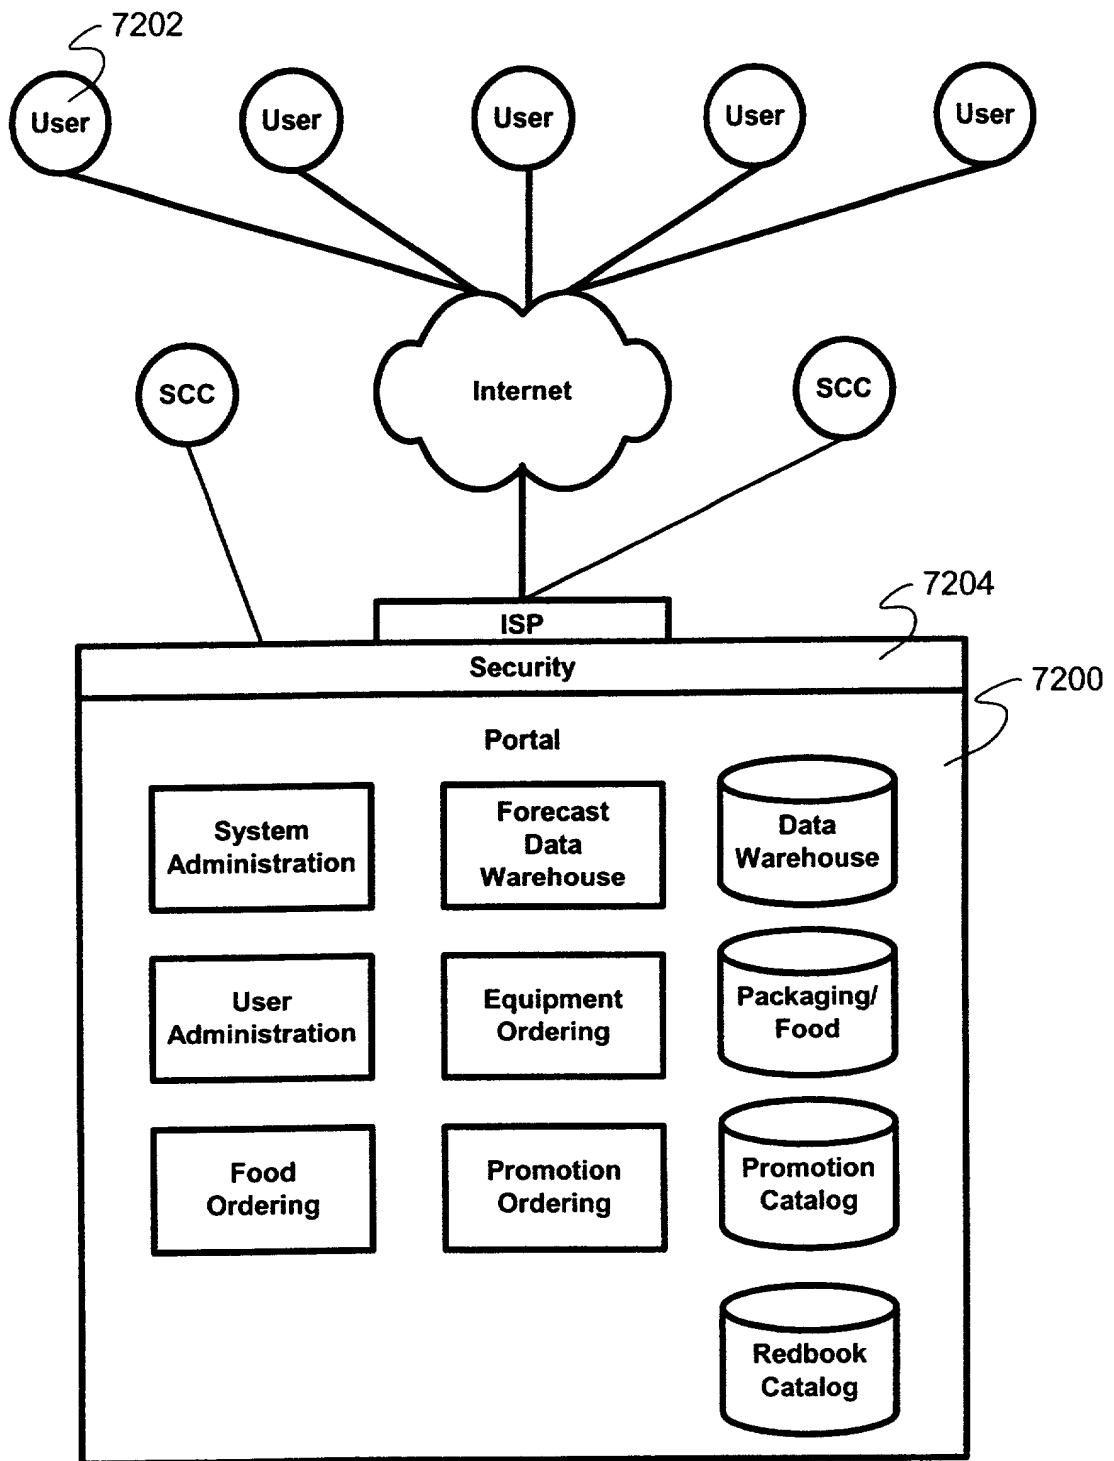 7202
User
User
User
User
User
Internet
SCC
SCC
7204
ISP
Security
7200
Portal
System
Administration
Forecast
Data
Warehouse
Data
Warehouse
User
Administration
Equipment
Ordering
Packaging/
Food
Food
Ordering
Promotion
Ordering
Promotion
Catalog
Redbook
Catalog